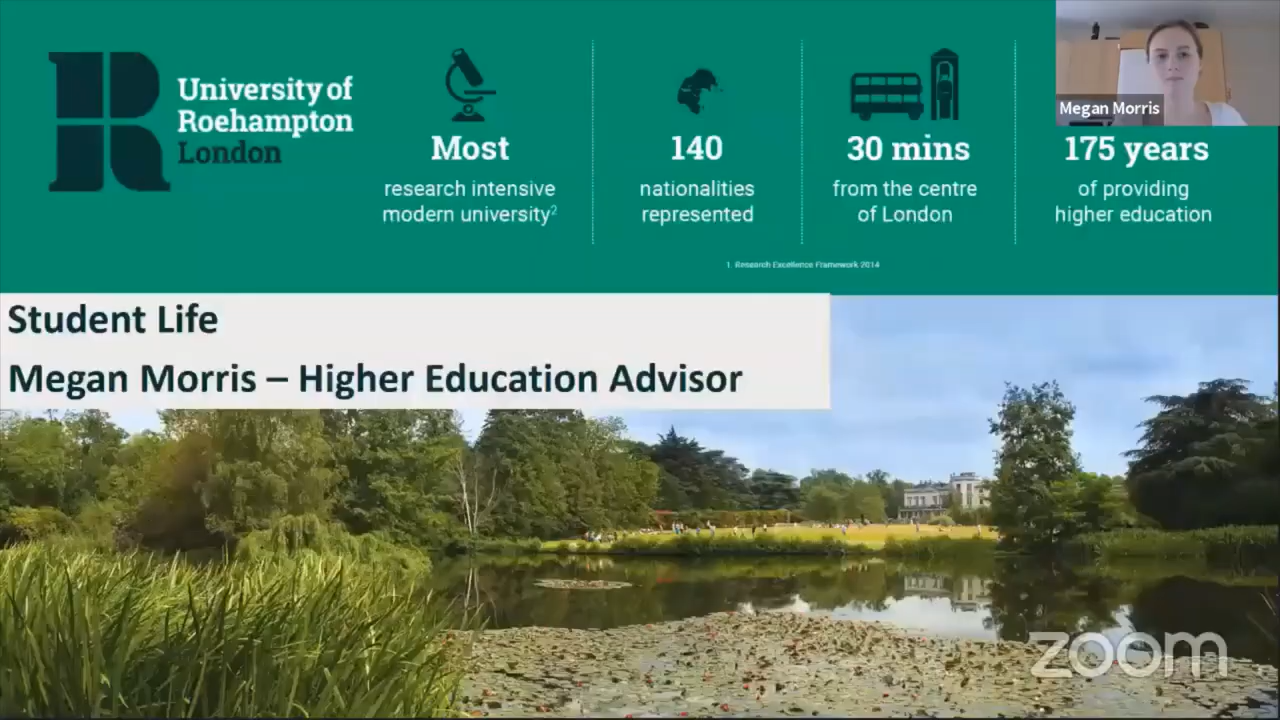 University of
Roehampton
London
Most
research intensive
modern university²
140
nationalities
represented
30 mins
from the centre
of London
175 years
of providing
higher education
Megan Morris
1. Research Excellence Framework 2014
Student Life
Megan Morris – Higher Education Advisor
zoom